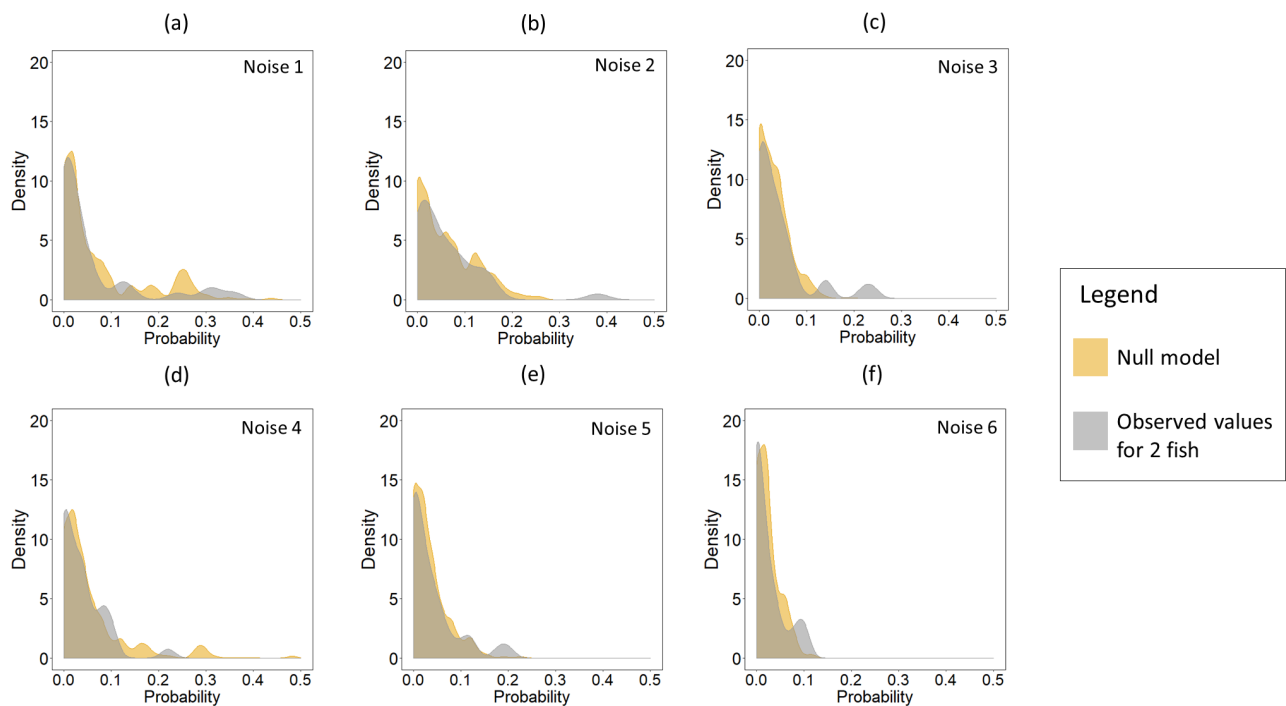 (a)
Noise 1
20
15
10
5
0
Density
0.0 0.1 0.2 0.3 0.4 0.5
Probability
(b)
Noise 2
20
15
10
5
0
Density
0.0 0.1 0.2 0.3 0.4 0.5
Probability
(c)
Noise 3
20
15
10
5
0
Density
0.0 0.1 0.2 0.3 0.4 0.5
Probability
(d)
Noise 4
20
15
10
5
0
Density
0.0 0.1 0.2 0.3 0.4 0.5
Probability
(e)
Noise 5
20
15
10
5
0
Density
0.0 0.1 0.2 0.3 0.4 0.5
Probability
(f)
Noise 6
20
15
10
5
0
Density
0.0 0.1 0.2 0.3 0.4 0.5
Probability
Legend
Null model
Observed values
for 2 fish